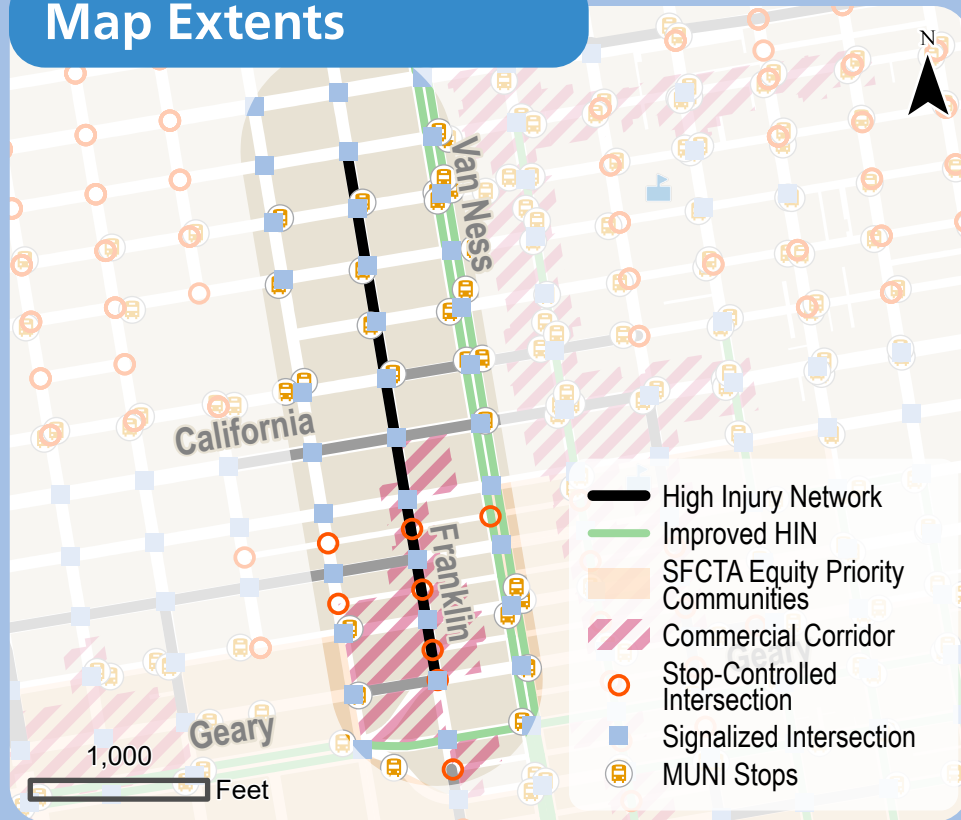 Map Extents
N
Van Ness
California
Franklin
Geary
Geary
1,000
Feet
High Injury Network
Improved HIN
SFCTA Equity Priority
Communities
Commercial Corridor
Stop-Controlled
Intersection
Signalized Intersection
MUNI Stops